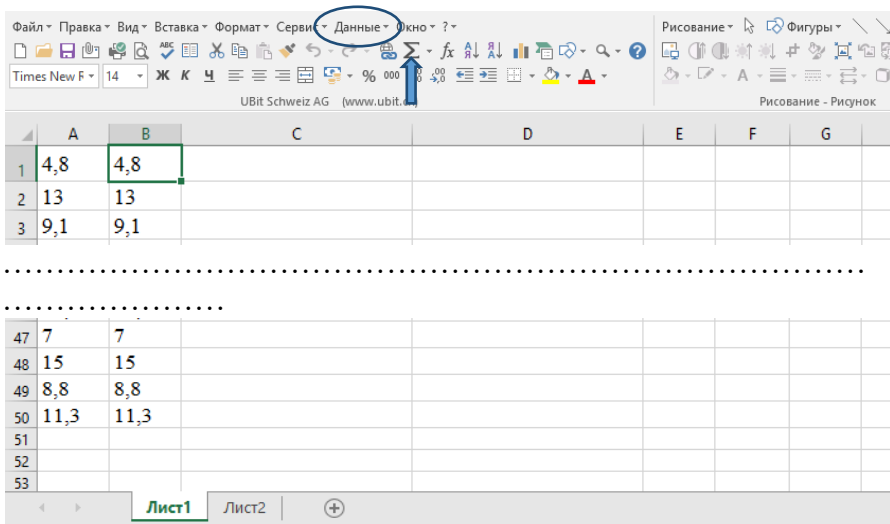 Файл Правка Вид Вставка Формат Сервис Данные Окно ? Рисование Фигуры
Times New F 14 Ж К Ч % 000
UBit Schweiz AG (www.ubit. Рисование - Рисунок
A B C D E F G
1 4,8 4,8
2 13 13
3 9,1 9,1
47 7 7
48 15 15
49 8,8 8,8
50 11,3 11,3
51
52
53
Лист1 Лист2